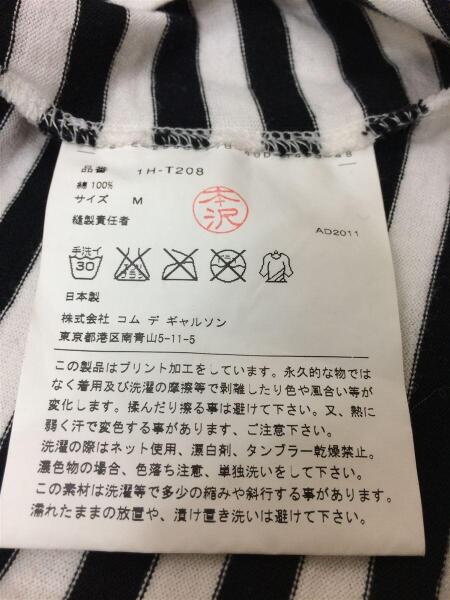 品番 1H-T208
綿 100%
サイズ M
縫製責任者
本沢
AD2011
手洗イ
30
エンソ
サラシ
日本製
株式会社 コム デ ギャルソン
東京都港区南青山5-11-5
この製品はプリント加工をしています。永久的な物では
なく着用及び洗濯の摩擦等で剥離したり色や風合い等が
変化します。揉んだり擦る事は避けて下さい。又、熱に
弱く汗で変色する事があります、ご注意下さい。
洗濯の際はネット使用、漂白剤、タンブラー乾燥禁止。
濃色物の場合、色落ち注意、単独洗いをして下さい。
この素材は洗濯等で多少の縮みや斜行する事があります。
濡れたままの放置や、漬け置き洗いは避けて下さい。